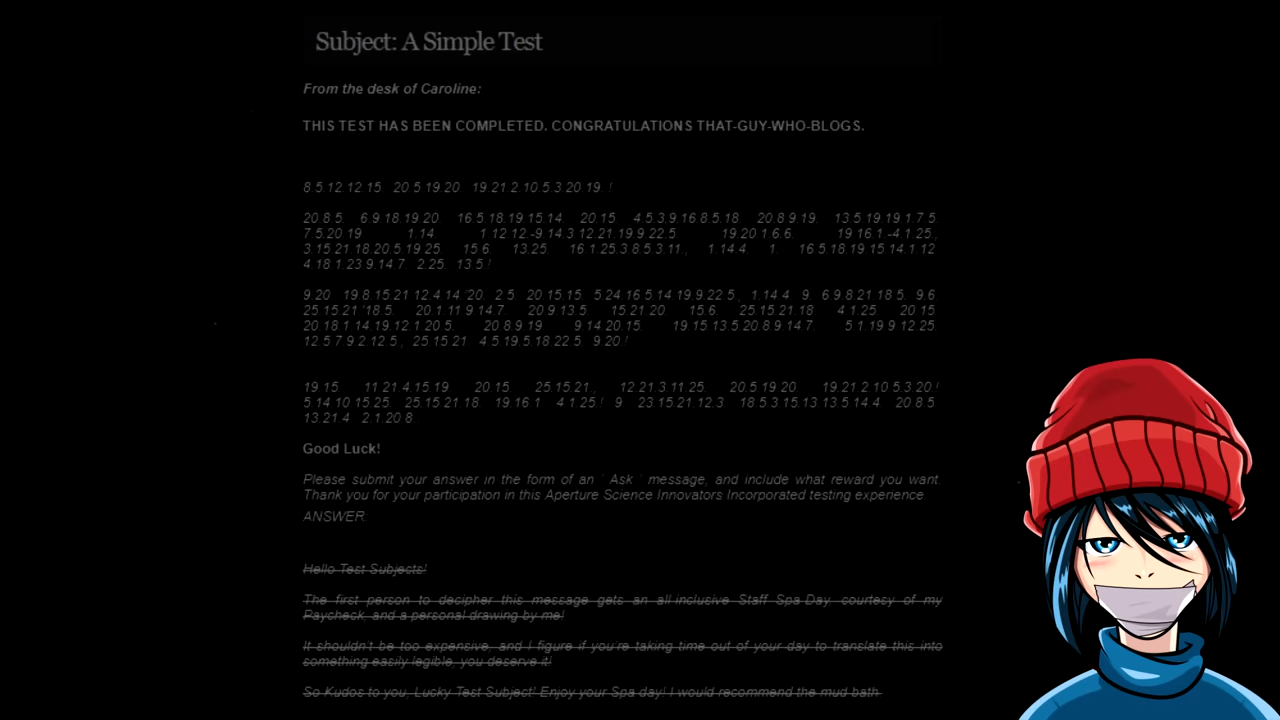 Subject: A Simple Test
From the desk of Caroline:
THIS TEST HAS BEEN COMPLETED. CONGRATULATIONS THAT-GUY-WHO-BLOGS.
8.5.12.12.15. 20.5.19.20. 19.21.2.10.5.3.20.19. !
20.8.5. 6.9.18.19.20. 16.5.18.19.15.14. 20.15. 4.5.3.9.16.8.5.18. 20.8.9.19. 13.5.19.19.1.7.5
7.5.20.19 1.14. 1.12.12.-9.14.3.12.21.19.9.22.5. 19.20.1.6.6. 19.16.1.-4.1.25.,
3.15.21.18.20.5.19.25. 15.6. 13.25. 16.1.25.3.8.5.3.11., 1.14.4. 1. 16.5.18.19.15.14.1.12
4.18.1.23.9.14.7. 2.25. 13.5.!
9.20. 19.8.15.21.12.4.14.'20. 2.5. 20.15.15. 5.24.16.5.14.19.9.22.5., 1.14.4. 9. 6.9.8.21.18.5. 9.6.
25.15.21.'18.5. 20.1.11.9.14.7. 20.9.13.5. 15.21.20. 15.6. 25.15.21.18. 4.1.25. 20.15.
20.18.1.14.19.12.1.20.5. 20.8.9.19. 9.14.20.15. 19.15.13.5.20.8.9.14.7. 5.1.19.9.12.25.
12.5.7.9.2.12.5., 25.15.21. 4.5.19.5.18.22.5. 9.20.!
19.15. 11.21.4.15.19. 20.15. 25.15.21., 12.21.3.11.25. 20.5.19.20. 19.21.2.10.5.3.20.!
5.14.10.15.25. 25.15.21.18. 19.16.1. 4.1.25.! 9. 23.15.21.12.3. 18.5.3.15.13.13.5.14.4. 20.8.5.
13.21.4. 2.1.20.8.
Good Luck!
Please submit your answer in the form of an ' Ask ' message, and include what reward you want.
Thank you for your participation in this Aperture Science Innovators Incorporated testing experience
ANSWER:
Hello Test Subjects!
The first person to decipher this message gets an all-inclusive Staff Spa-Day, courtesy of my
Paycheck, and a personal drawing by me!
It shouldn't be too expensive, and I figure if you're taking time out of your day to translate this into
something easily legible, you deserve it!
So Kudos to you, Lucky Test Subject! Enjoy your Spa day! I would recommend the mud bath